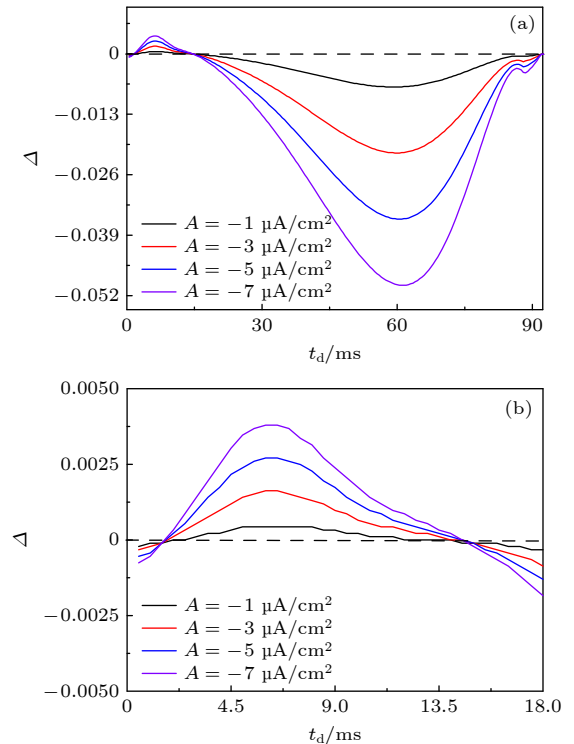 (a)
0
−0.013
−0.026
−0.039
−0.052
Δ
A = −1 µA/cm²
A = −3 µA/cm²
A = −5 µA/cm²
A = −7 µA/cm²
0 30 60 90
t_d/ms
(b)
0.0050
0.0025
0
−0.0025
−0.0050
Δ
A = −1 µA/cm²
A = −3 µA/cm²
A = −5 µA/cm²
A = −7 µA/cm²
0 4.5 9.0 13.5 18.0
t_d/ms